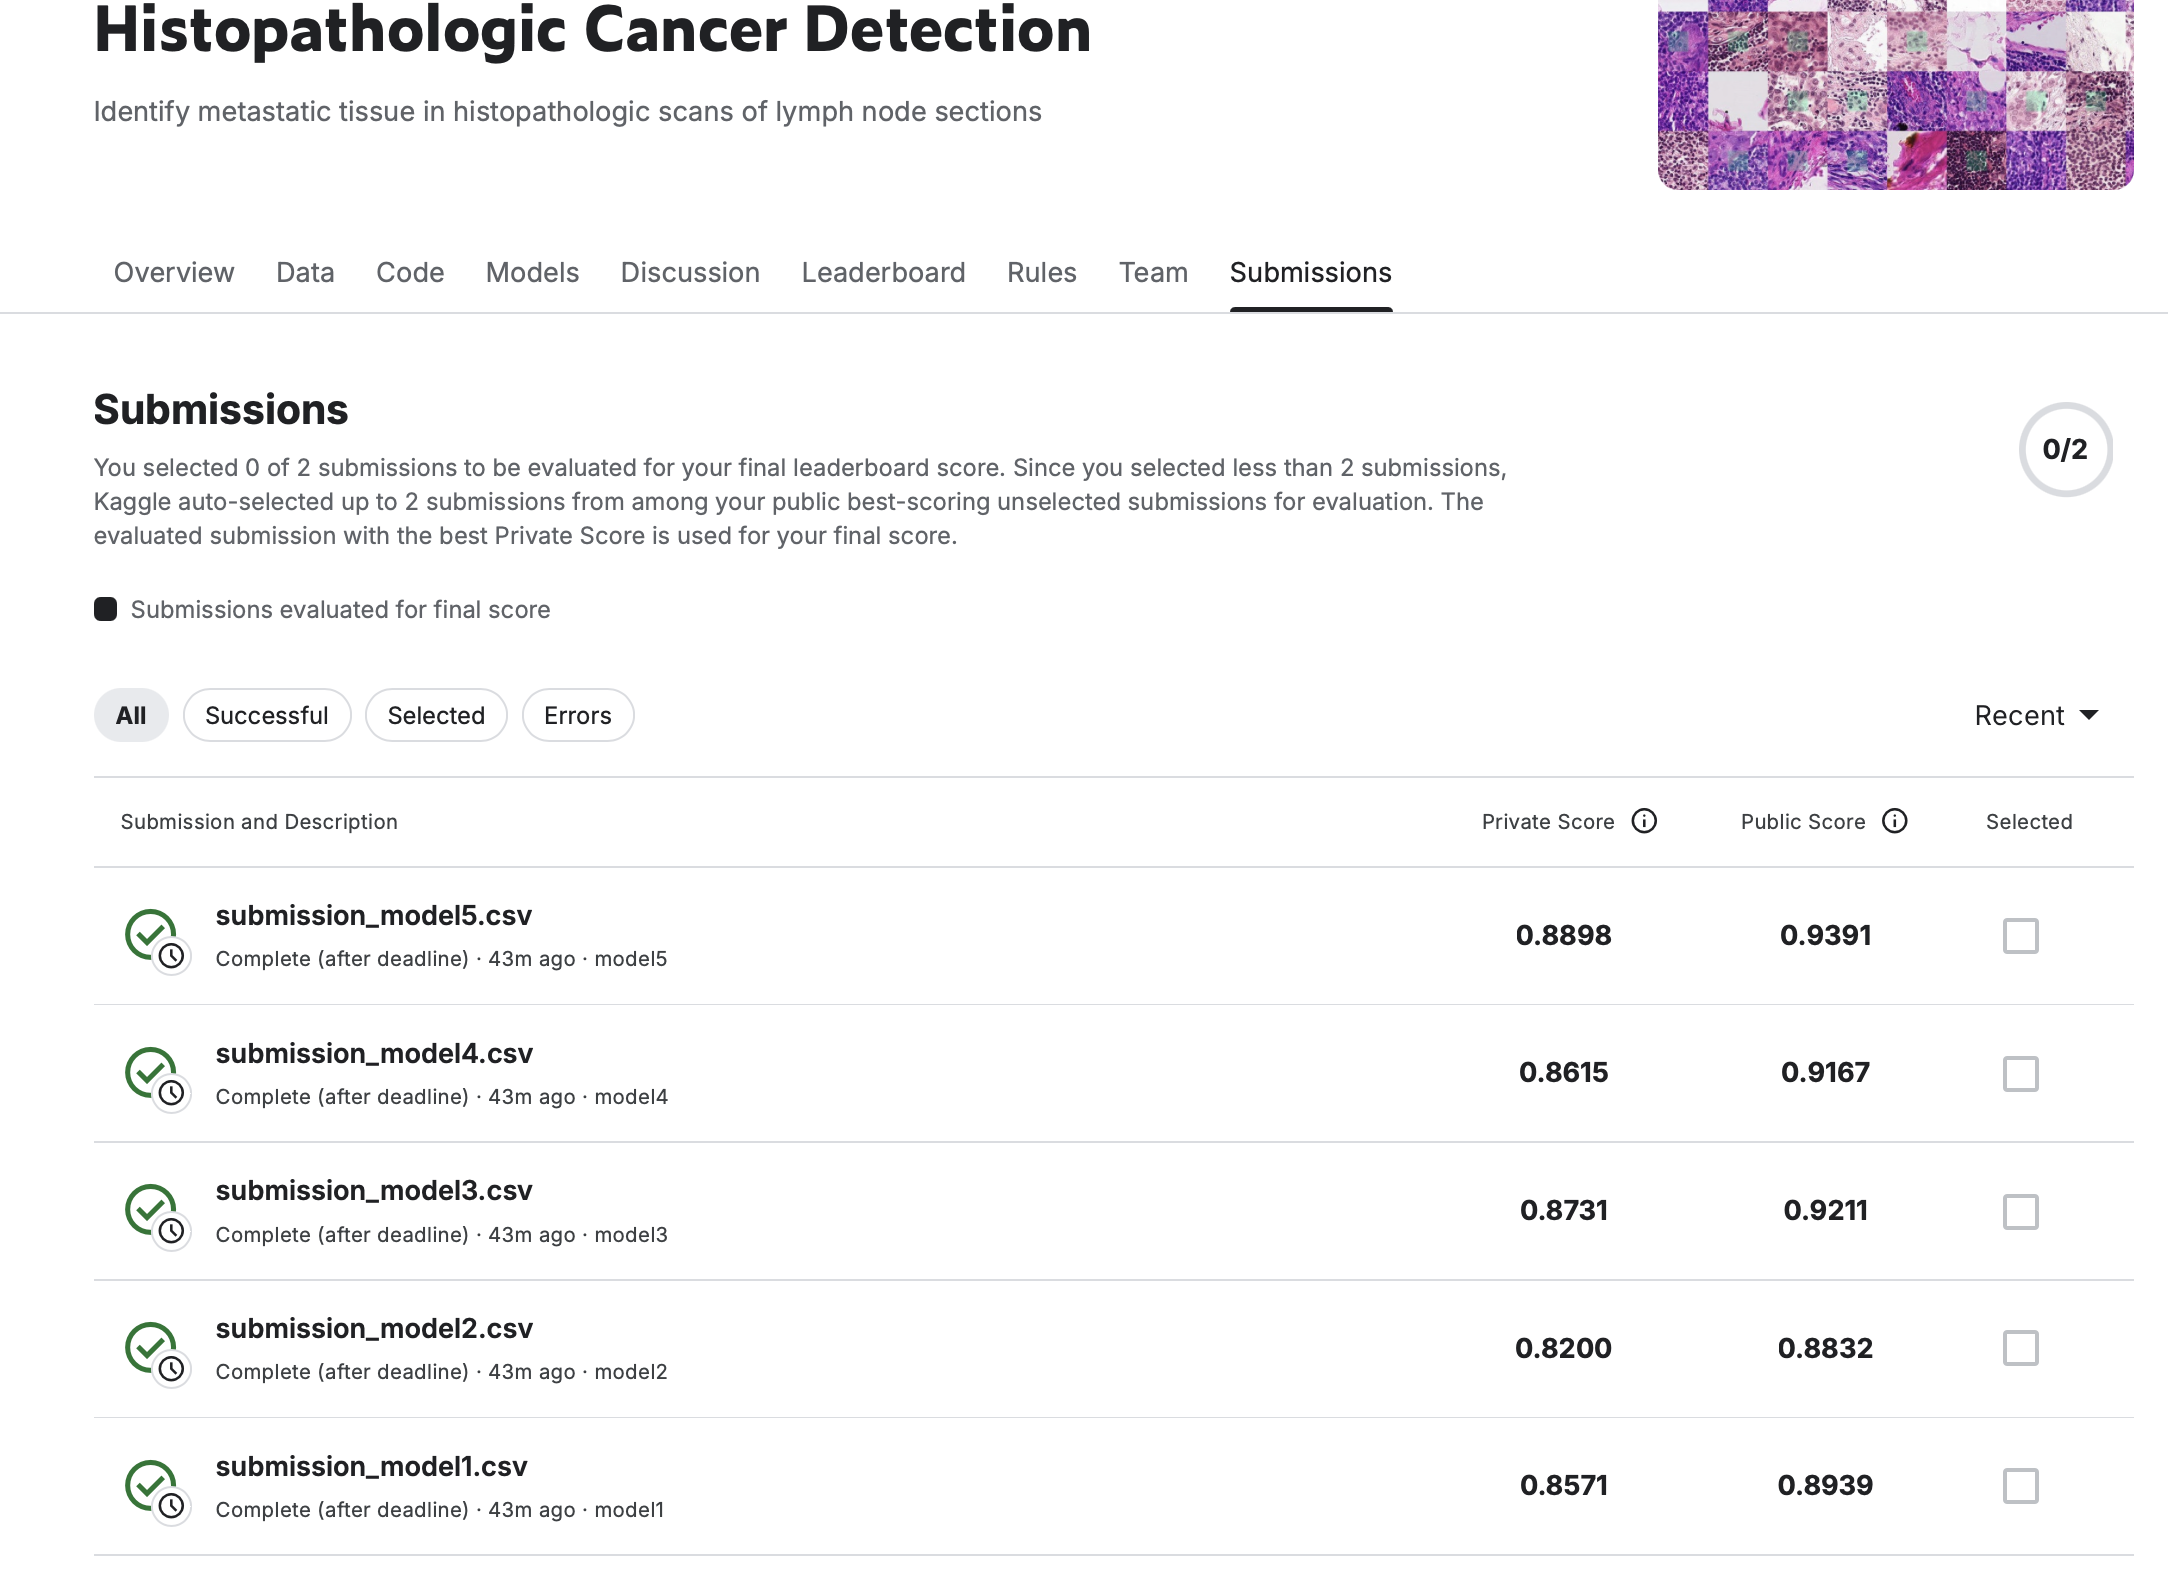 Histopathologic Cancer Detection
Identify metastatic tissue in histopathologic scans of lymph node sections
Overview Data Code Models Discussion Leaderboard Rules Team Submissions
Submissions
0/2
You selected 0 of 2 submissions to be evaluated for your final leaderboard score. Since you selected less than 2 submissions,
Kaggle auto-selected up to 2 submissions from among your public best-scoring unselected submissions for evaluation. The
evaluated submission with the best Private Score is used for your final score.
Submissions evaluated for final score
All Successful Selected Errors Recent
Submission and Description Private Score Public Score Selected
submission_model5.csv
Complete (after deadline) · 43m ago · model5
0.8898 0.9391
submission_model4.csv
Complete (after deadline) · 43m ago · model4
0.8615 0.9167
submission_model3.csv
Complete (after deadline) · 43m ago · model3
0.8731 0.9211
submission_model2.csv
Complete (after deadline) · 43m ago · model2
0.8200 0.8832
submission_model1.csv
Complete (after deadline) · 43m ago · model1
0.8571 0.8939